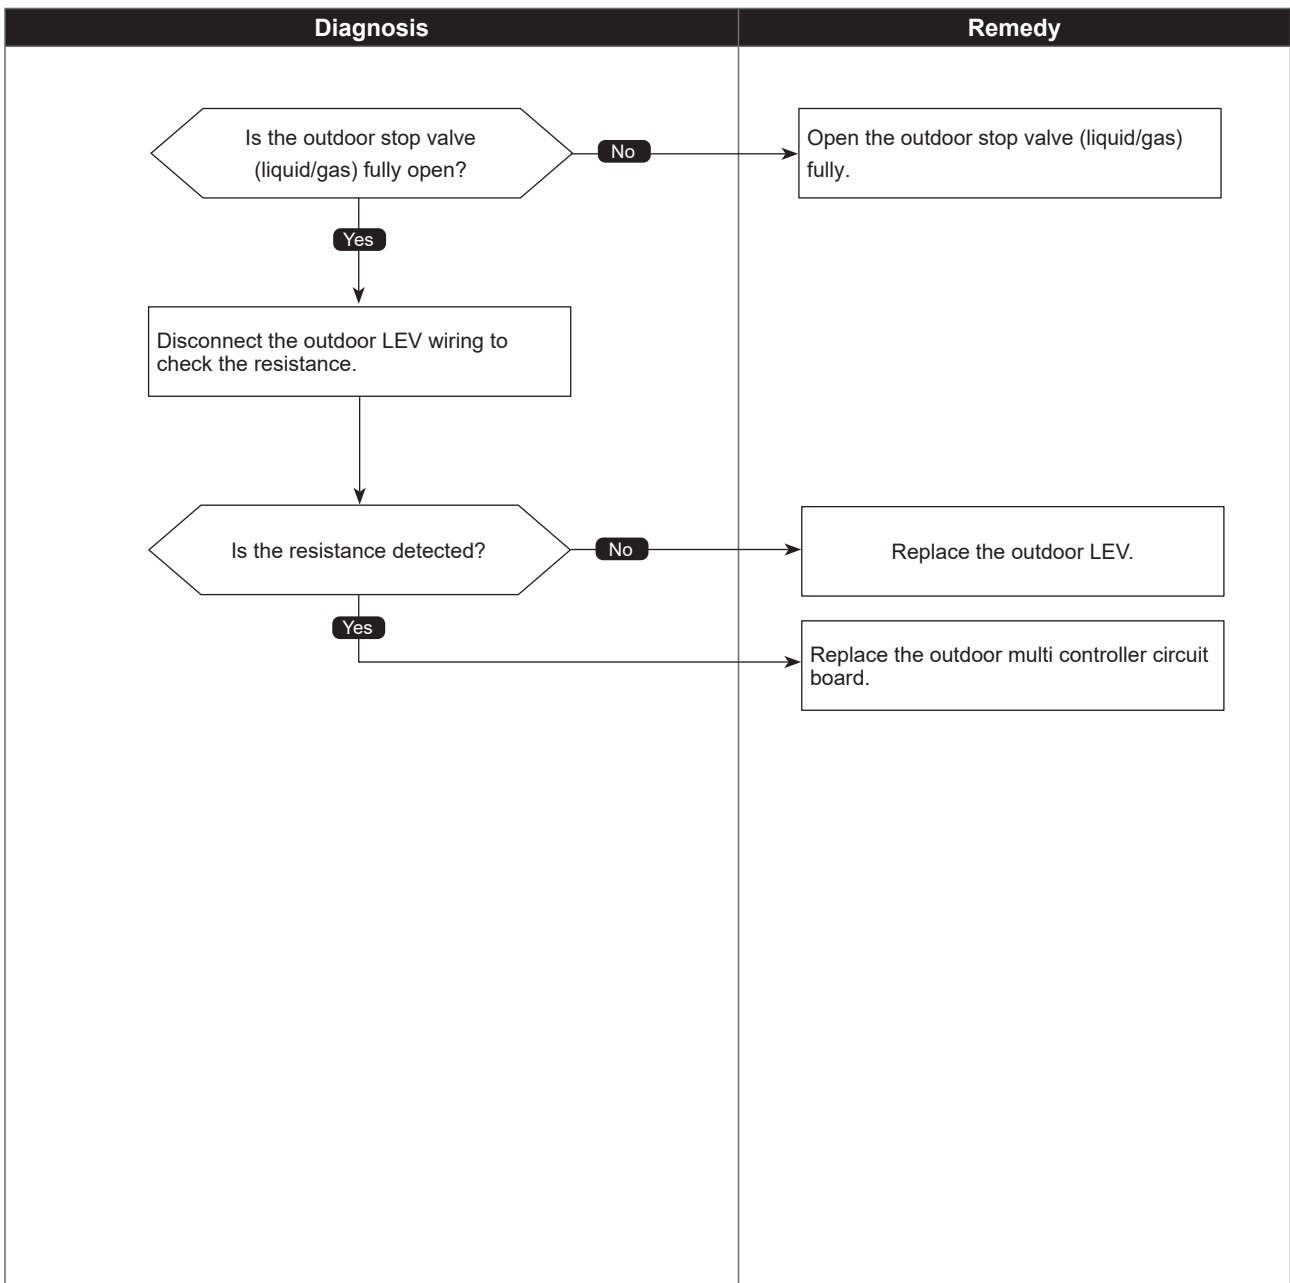 Diagnosis
Remedy
Is the outdoor stop valve
(liquid/gas) fully open?
No
Open the outdoor stop valve (liquid/gas)
fully.
Yes
Disconnect the outdoor LEV wiring to
check the resistance.
Is the resistance detected?
No
Replace the outdoor LEV.
Yes
Replace the outdoor multi controller circuit
board.